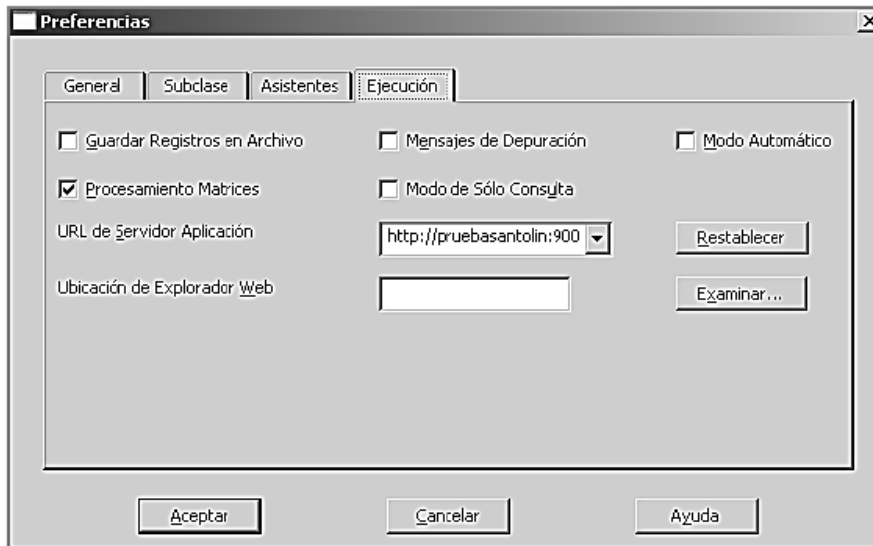 Preferencias
General Subclase Asistentes Ejecución
Guardar Registros en Archivo Mensajes de Depuración Modo Automático
Procesamiento Matrices Modo de Sólo Consulta
URL de Servidor Aplicación http://pruebasantolin:900 Restablecer
Ubicación de Explorador Web Examinar...
Aceptar Cancelar Ayuda